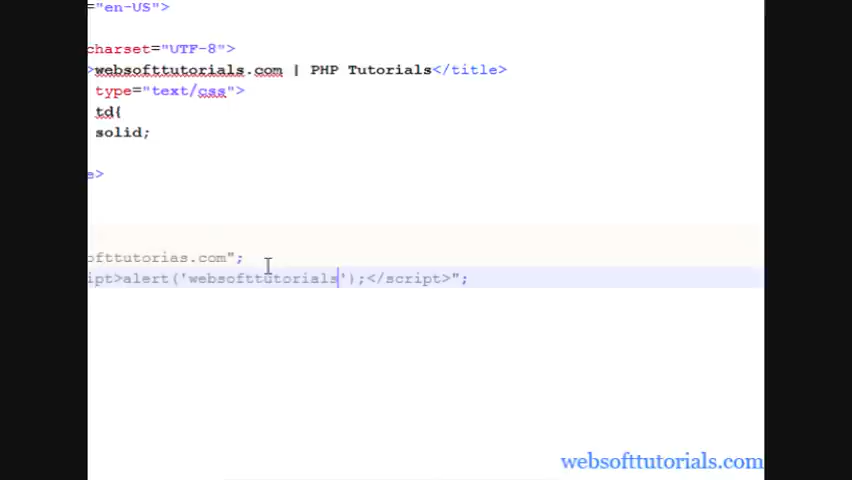 ="en-US">
charset="UTF-8">
>websofttutorials.com | PHP Tutorials</title>
type="text/css">
td{
solid;
e>
ofttutorias.com";
ipt>alert('websofttutorials');</script>";
websofttutorials.com